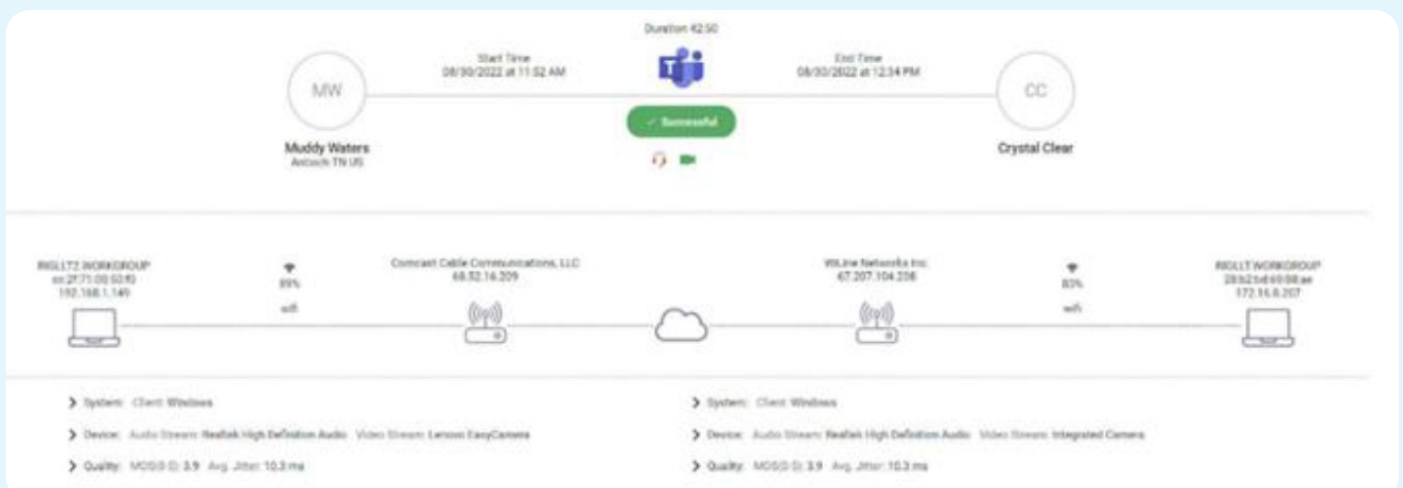 Duration 42:50
Start Time
08/30/2022 at 11:52 AM
End Time
08/30/2022 at 12:34 PM
MW
CC
T
Successful
Muddy Waters
Antioch TN US
Crystal Clear
WORKGROUP
192.168.1.149
89%
wifi
Comcast Cable Communications, LLC
68.52.16.209
Networks Inc.
67.207.104.238
83%
wifi
WORKGROUP
172.16.8.207
System: Client: Windows
Device: Audio Stream: Realtek High Definition Audio Video Stream: Lenovo EasyCamera
Quality: 3.9 Avg. Jitter: 10.3 ms
System: Client: Windows
Device: Audio Stream: Realtek High Definition Audio Video Stream: Integrated Camera
Quality: 3.9 Avg. Jitter: 10.3 ms